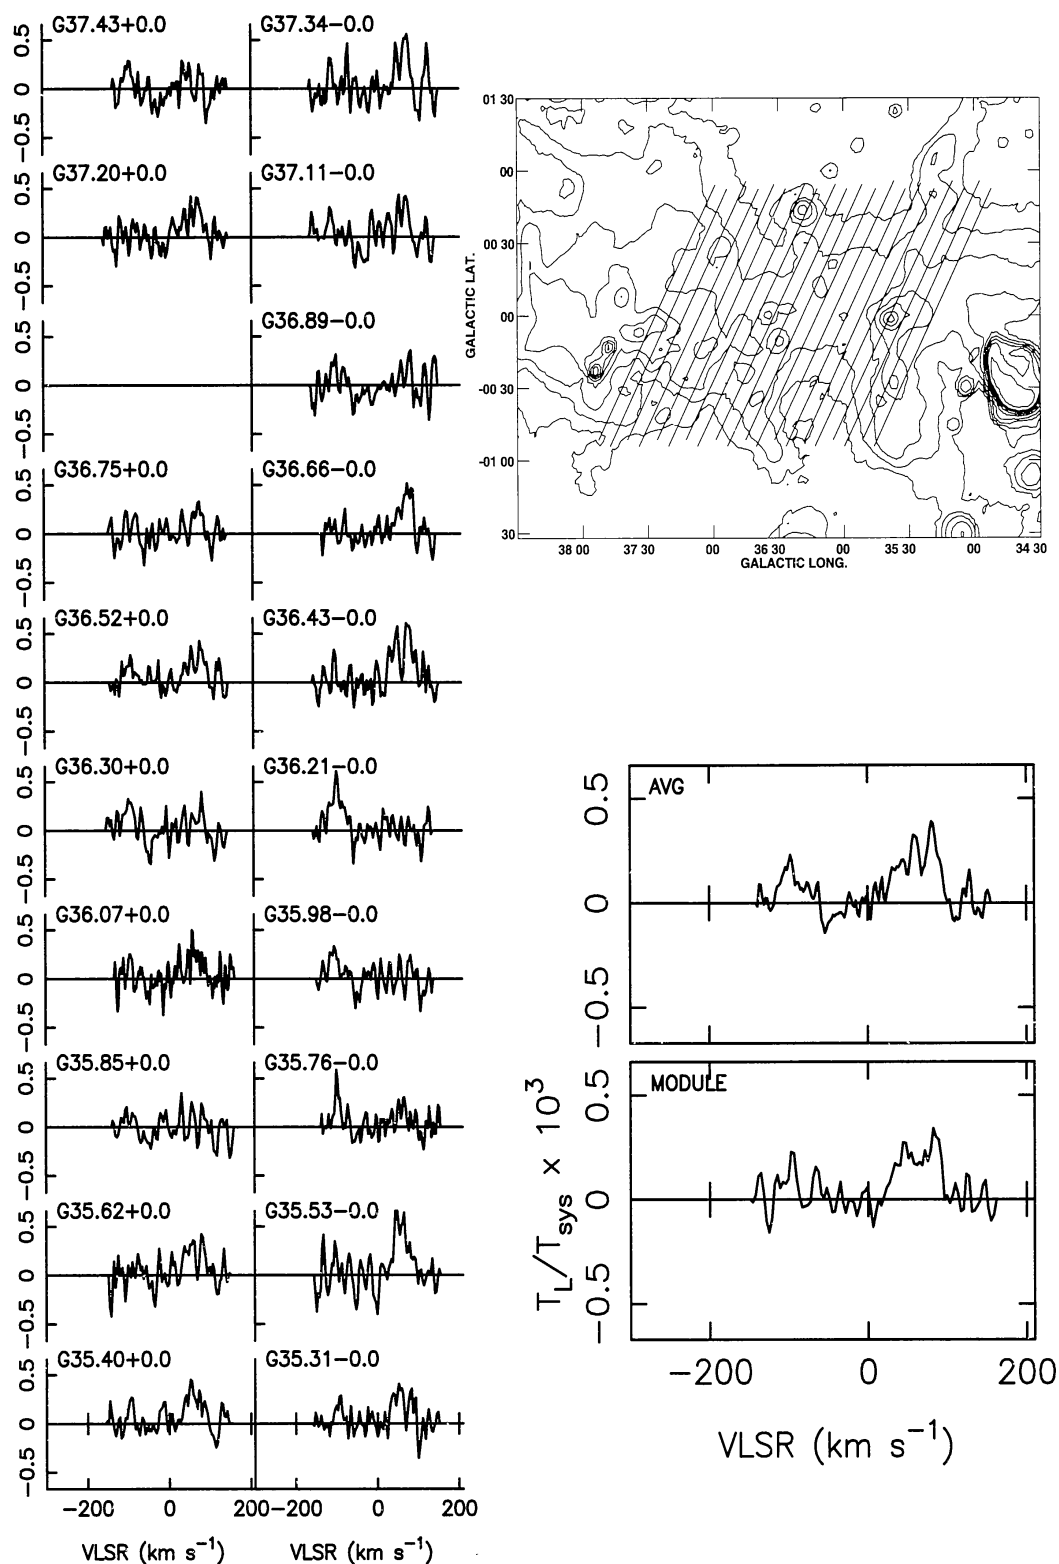 G37.43+0.0
G37.34−0.0
0.5
0
−0.5
G37.20+0.0
G37.11−0.0
0.5
0
−0.5
G36.89−0.0
0.5
0
−0.5
G36.75+0.0
G36.66−0.0
0.5
0
−0.5
G36.52+0.0
G36.43−0.0
0.5
0
−0.5
G36.30+0.0
G36.21−0.0
0.5
0
−0.5
G36.07+0.0
G35.98−0.0
0.5
0
−0.5
G35.85+0.0
G35.76−0.0
0.5
0
−0.5
G35.62+0.0
G35.53−0.0
0.5
0
−0.5
G35.40+0.0
G35.31−0.0
0.5
0
−0.5
−200 0 200 −200 0 200
VLSR (km s⁻¹) VLSR (km s⁻¹)
01 30
00
00 30
00
−00 30
−01 00
30
GALACTIC LAT.
38 00 37 30 00 36 30 00 35 30 00 34 30
GALACTIC LONG.
AVG
0.5
0
−0.5
MODULE
0.5
0
−0.5
T_L/T_sys × 10³
−200 0 200
VLSR (km s⁻¹)